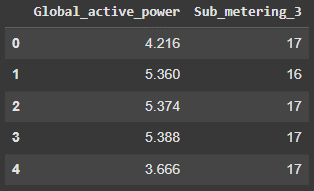 Global_active_power Sub_metering_3
0 4.216 17
1 5.360 16
2 5.374 17
3 5.388 17
4 3.666 17